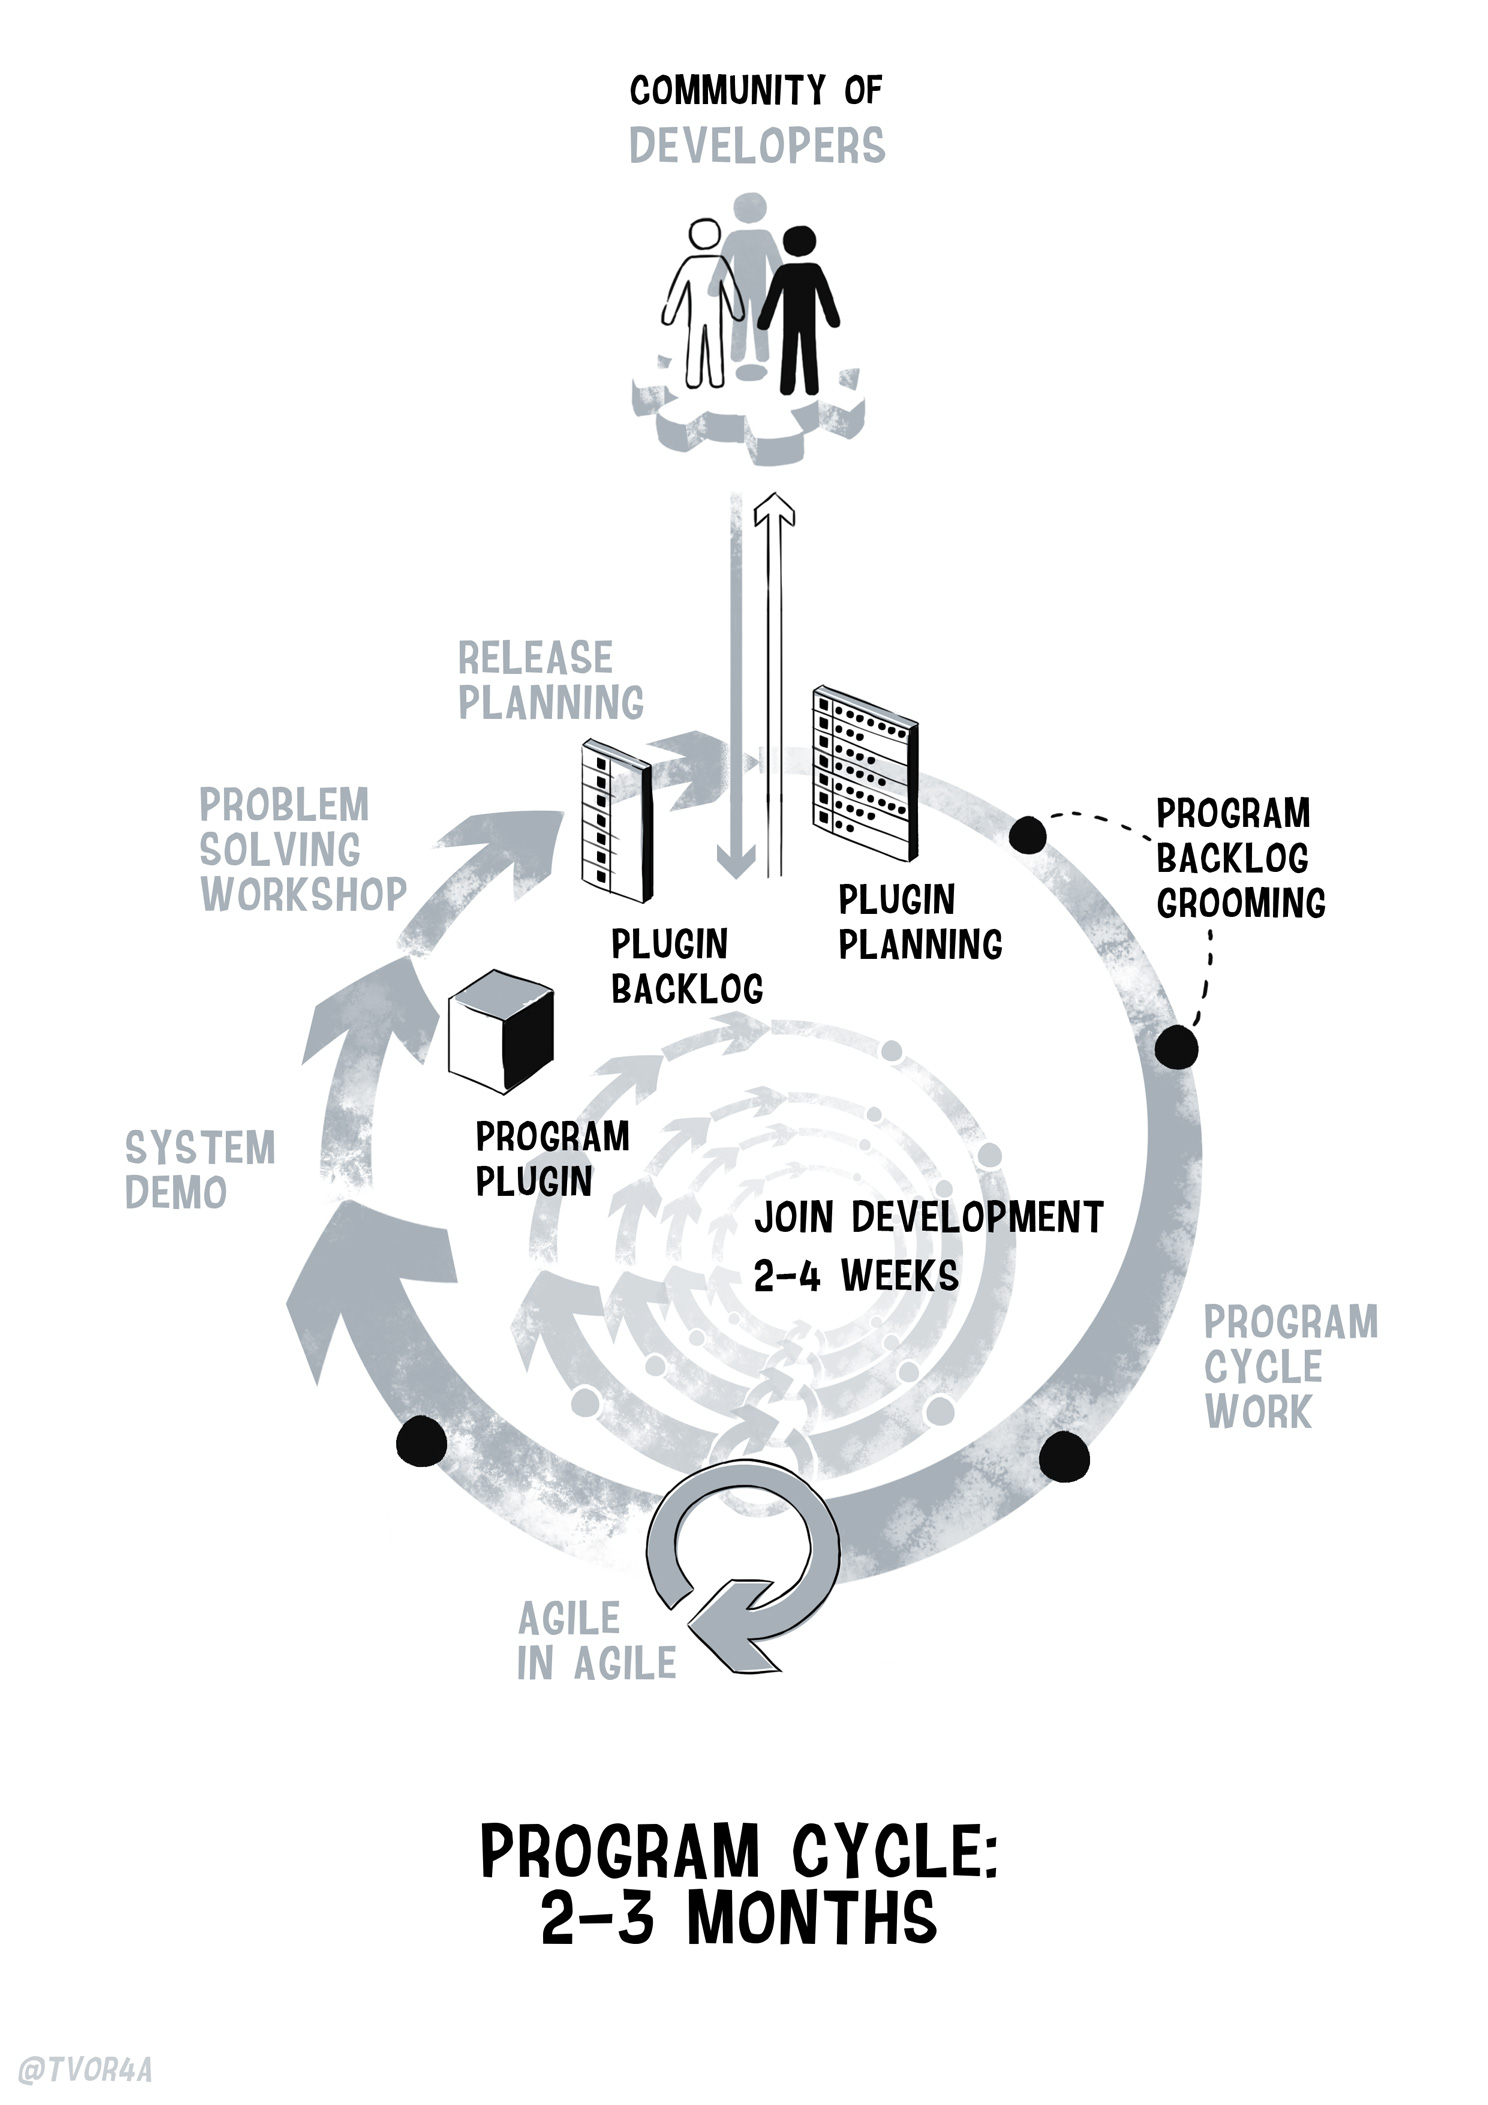 COMMUNITY OF
DEVELOPERS
RELEASE
PLANNING
PROBLEM
SOLVING
WORKSHOP
PROGRAM
BACKLOG
GROOMING
PLUGIN
PLANNING
PLUGIN
BACKLOG
PROGRAM
PLUGIN
SYSTEM
DEMO
JOIN DEVELOPMENT
2–4 WEEKS
PROGRAM
CYCLE
WORK
AGILE
IN AGILE
PROGRAM CYCLE:
2–3 MONTHS
@TVOR4A